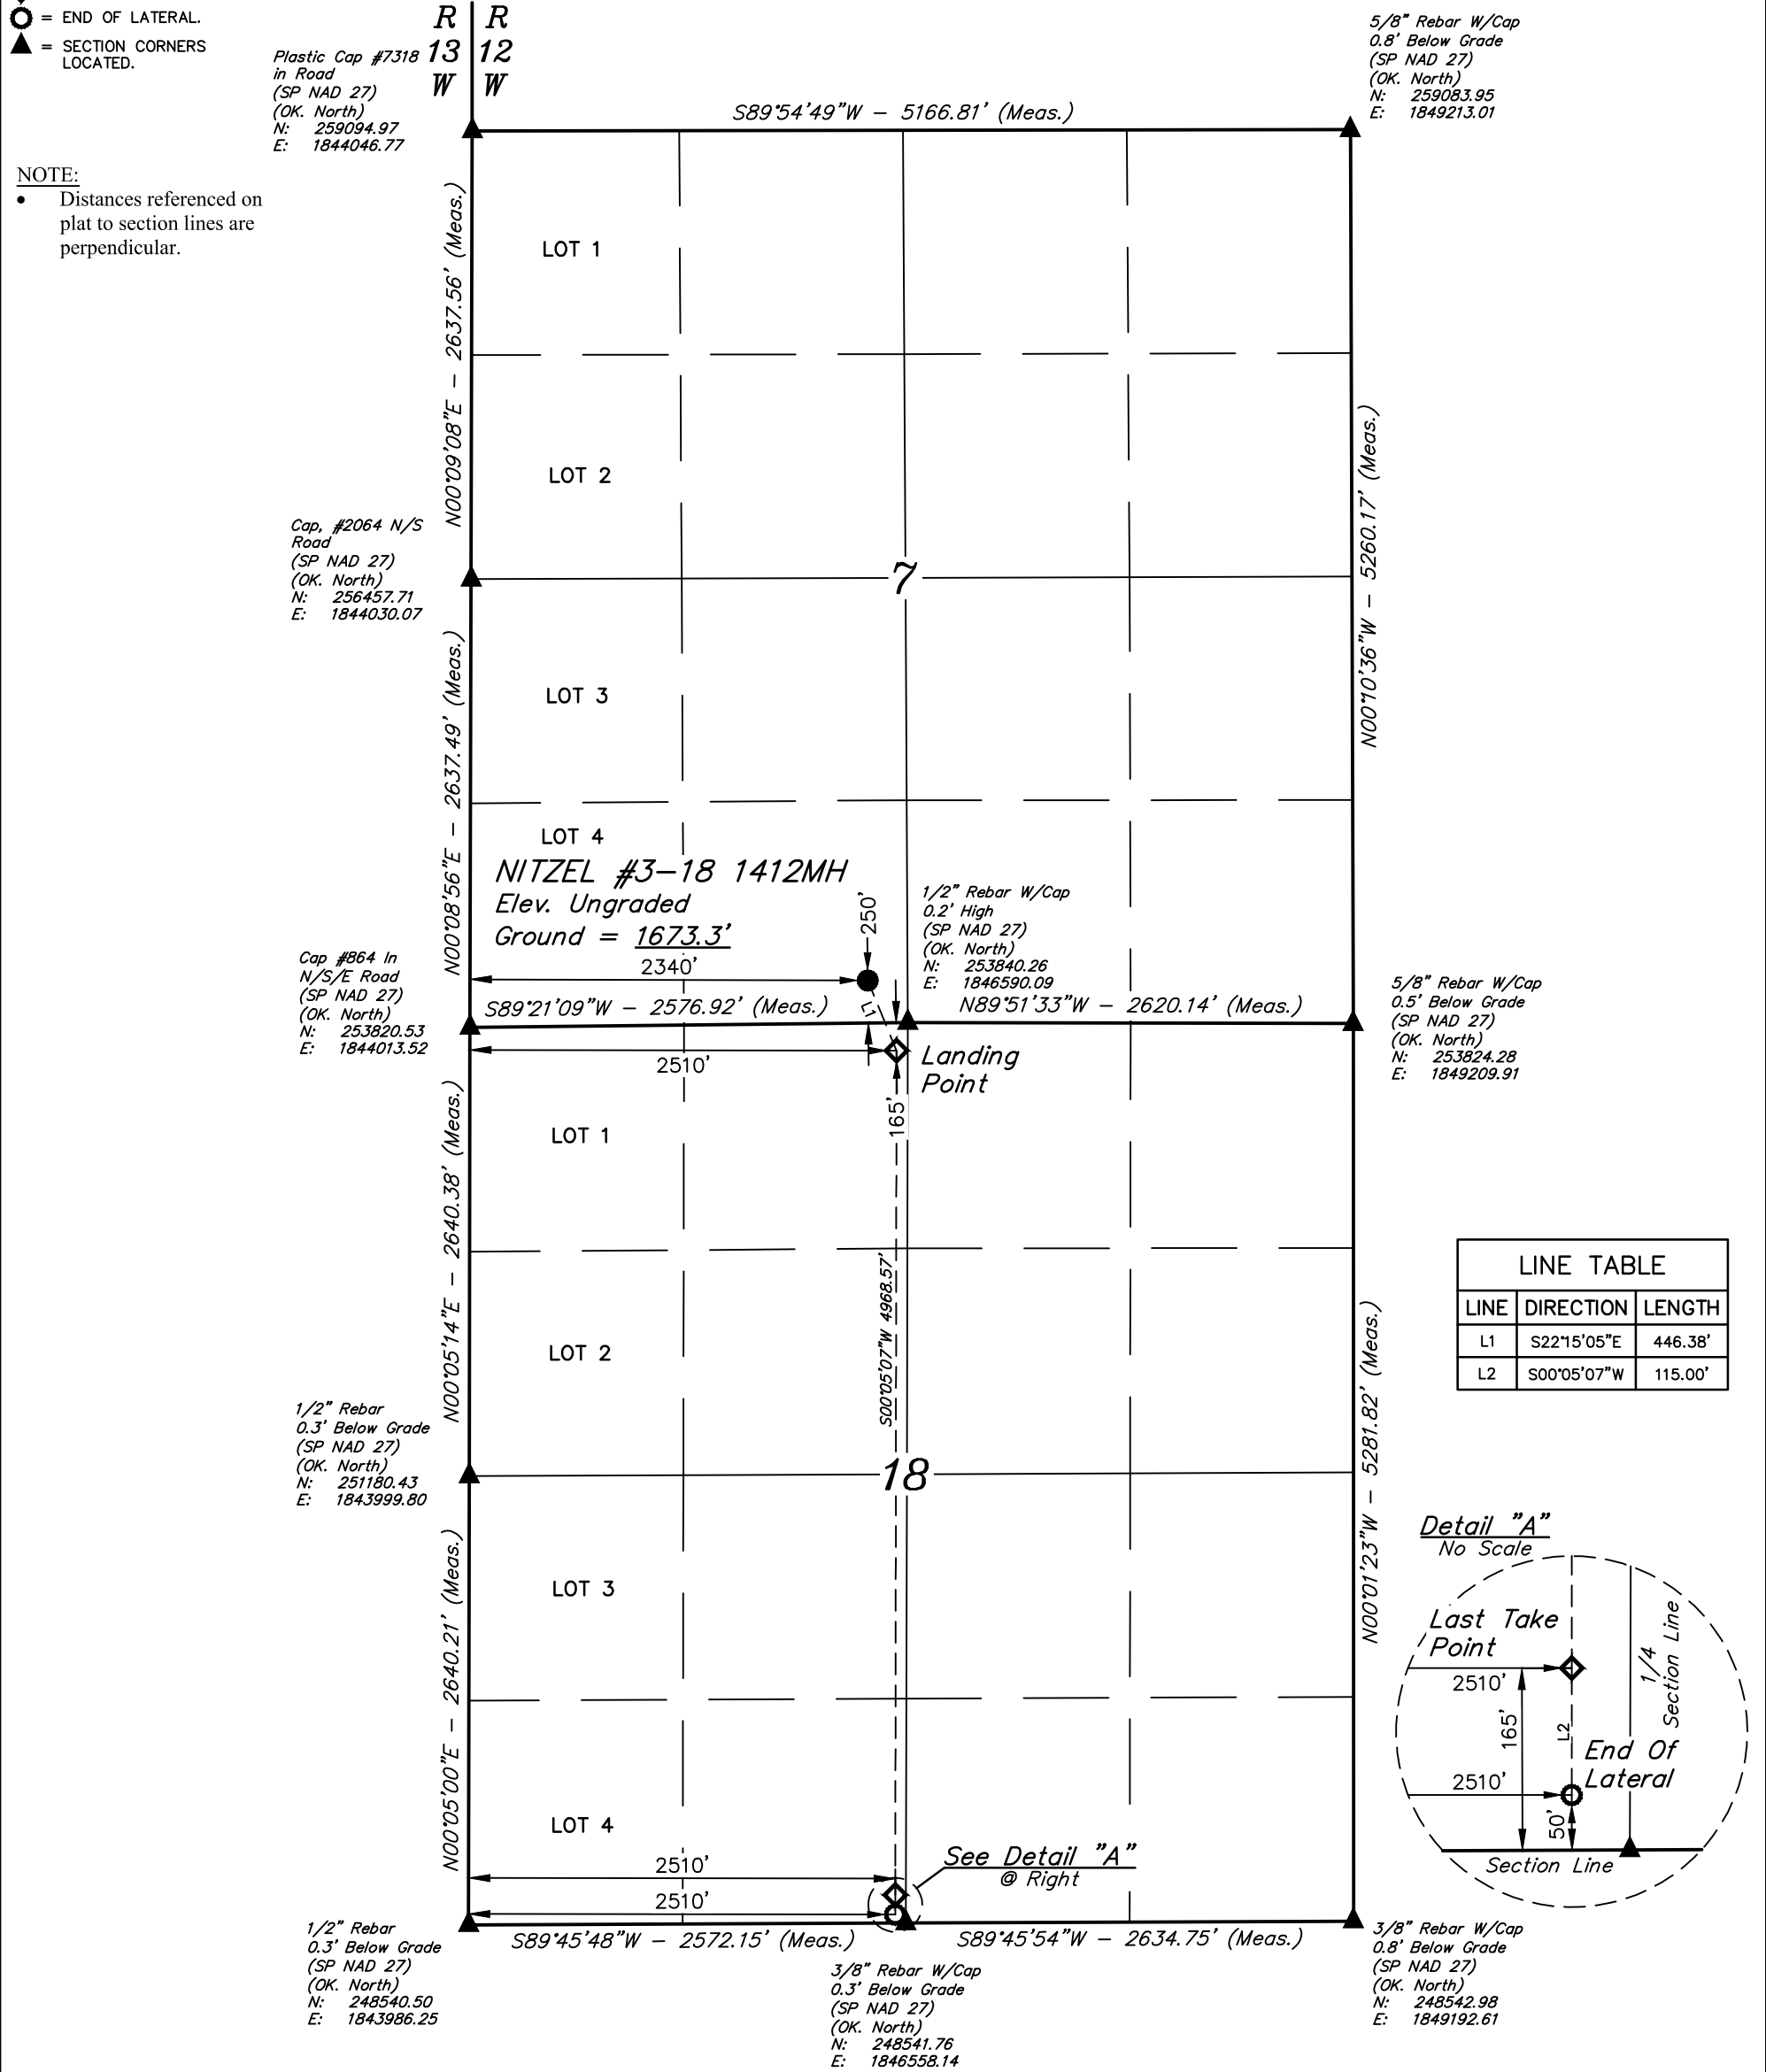 = END OF LATERAL.
= SECTION CORNERS
LOCATED.
R R
13 12
W W
Plastic Cap #7318
in Road
(SP NAD 27)
(OK. North)
N: 259094.97
E: 1844046.77
5/8" Rebar W/Cap
0.8' Below Grade
(SP NAD 27)
(OK. North)
N: 259083.95
E: 1849213.01
S89°54'49"W – 5166.81' (Meas.)
NOTE:
• Distances referenced on
plat to section lines are
perpendicular.
N00°09'08"E – 2637.56' (Meas.)
LOT 1
LOT 2
Cap, #2064 N/S
Road
(SP NAD 27)
(OK. North)
N: 256457.71
E: 1844030.07
7
N00°10'36"W – 5260.17' (Meas.)
N00°08'56"E – 2637.49' (Meas.)
LOT 3
LOT 4
NITZEL #3–18 1412MH
Elev. Ungraded
Ground = 1673.3'
2340'
250'
L1
1/2" Rebar W/Cap
0.2' High
(SP NAD 27)
(OK. North)
N: 253840.26
E: 1846590.09
Cap #864 In
N/S/E Road
(SP NAD 27)
(OK. North)
N: 253820.53
E: 1844013.52
S89°21'09"W – 2576.92' (Meas.)
N89°51'33"W – 2620.14' (Meas.)
5/8" Rebar W/Cap
0.5' Below Grade
(SP NAD 27)
(OK. North)
N: 253824.28
E: 1849209.91
2510'
Landing
Point
165'
LOT 1
N00°05'14"E – 2640.38' (Meas.)
S00°05'07"W 4968.57'
LOT 2
LINE TABLE
LINE DIRECTION LENGTH
L1 S22°15'05"E 446.38'
L2 S00°05'07"W 115.00'
1/2" Rebar
0.3' Below Grade
(SP NAD 27)
(OK. North)
N: 251180.43
E: 1843999.80
18
N00°01'23"W – 5281.82' (Meas.)
N00°05'00"E – 2640.21' (Meas.)
LOT 3
LOT 4
Detail "A"
No Scale
Last Take
Point
2510'
165'
L2
1/4
Section Line
End Of
Lateral
2510'
50'
Section Line
See Detail "A"
@ Right
2510'
2510'
1/2" Rebar
0.3' Below Grade
(SP NAD 27)
(OK. North)
N: 248540.50
E: 1843986.25
S89°45'48"W – 2572.15' (Meas.)
S89°45'54"W – 2634.75' (Meas.)
3/8" Rebar W/Cap
0.3' Below Grade
(SP NAD 27)
(OK. North)
N: 248541.76
E: 1846558.14
3/8" Rebar W/Cap
0.8' Below Grade
(SP NAD 27)
(OK. North)
N: 248542.98
E: 1849192.61